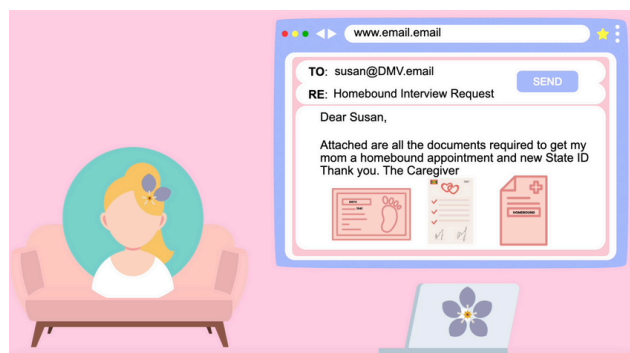 www.email.email
TO: susan@DMV.email
SEND
RE: Homebound Interview Request
Dear Susan,
Attached are all the documents required to get my
mom a homebound appointment and new State ID
Thank you. The Caregiver
HOMEBOUND